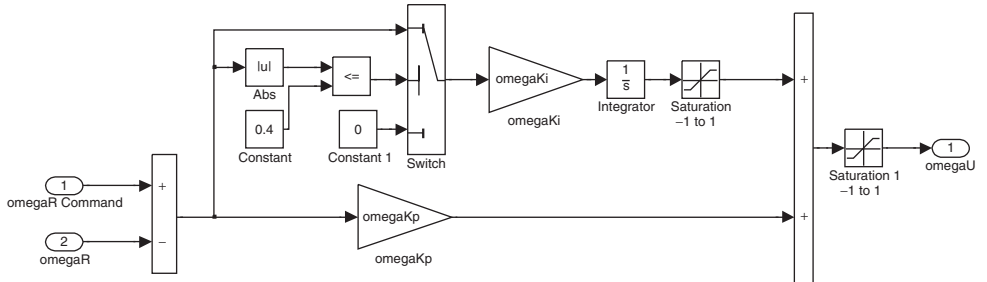 |u|
Abs
<=
0.4
Constant
0
Constant 1
Switch
omegaKi
omegaKi
1
s
Integrator
Saturation
−1 to 1
+
+
Saturation 1
−1 to 1
1
omegaU
1
omegaR Command
2
omegaR
+
−
omegaKp
omegaKp